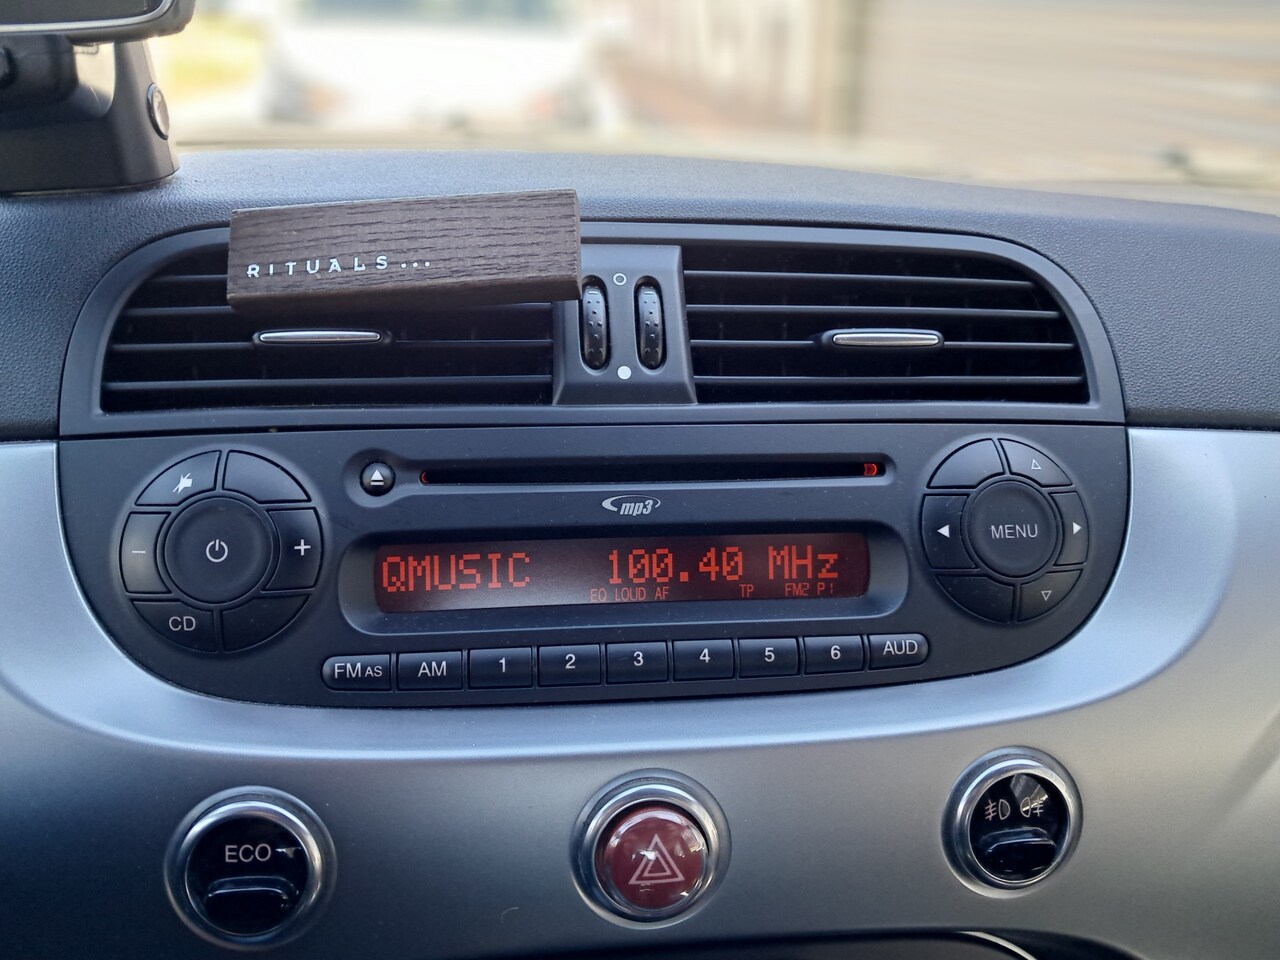 RITUALS...
mp3
MENU
QMUSIC 100.40 MHz
EQ LOUD AF TP FM2 P1
CD
FM AS AM 1 2 3 4 5 6 AUD
ECO